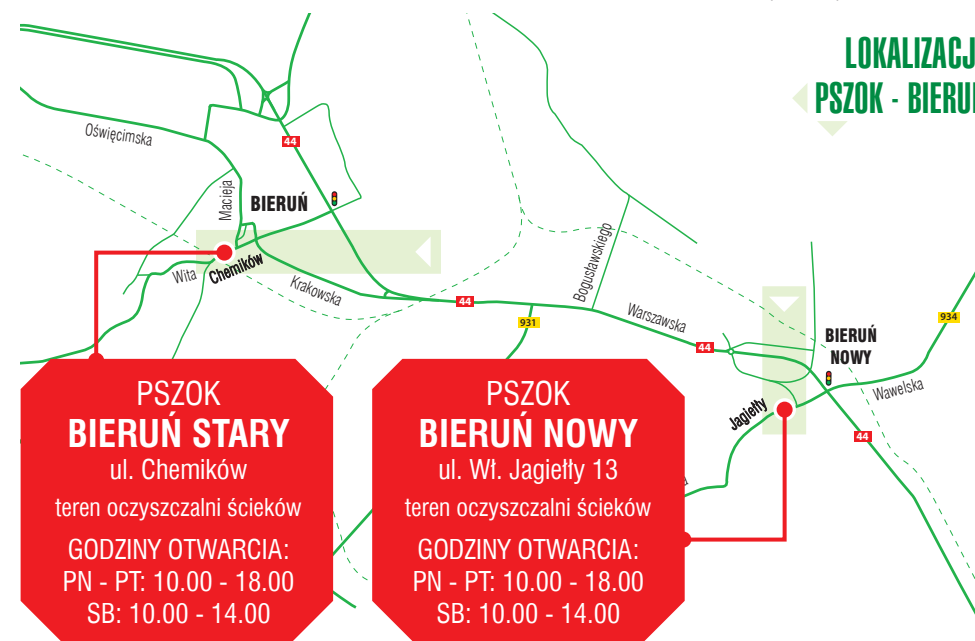 LOKALIZACJ
PSZOK - BIERU
Oświęcimska
44
Macieja
BIERUŃ
Wita
Chemików
Krakowska
44
931
Bogusławskiego
Warszawska
44
BIERUŃ
NOWY
934
Wawelska
Jagiełły
44
PSZOK
BIERUŃ STARY
ul. Chemików
teren oczyszczalni ścieków
GODZINY OTWARCIA:
PN - PT: 10.00 - 18.00
SB: 10.00 - 14.00
PSZOK
BIERUŃ NOWY
ul. Wł. Jagiełły 13
teren oczyszczalni ścieków
GODZINY OTWARCIA:
PN - PT: 10.00 - 18.00
SB: 10.00 - 14.00